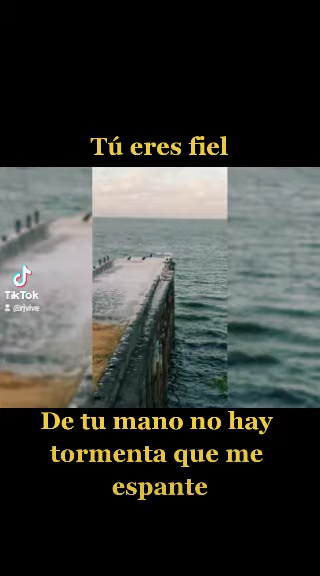 Tú eres fiel
TikTok
@rjvive
De tu mano no hay
tormenta que me
espante